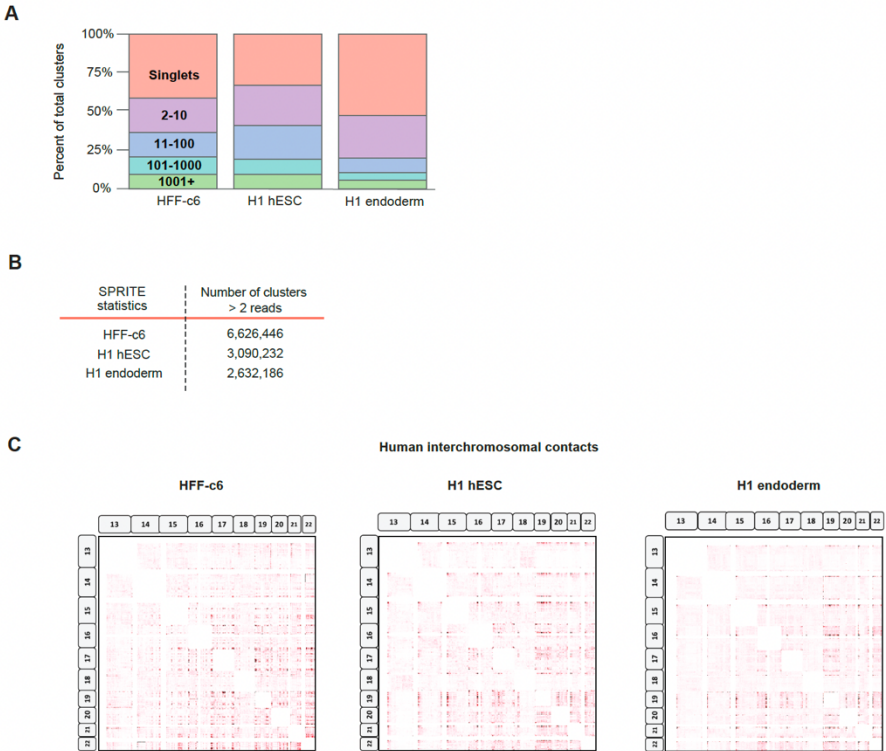 A
Percent of total clusters
100%
75%
50%
25%
0%
Singlets
2-10
11-100
101-1000
1001+
HFF-c6
H1 hESC
H1 endoderm
B
SPRITE statistics
Number of clusters > 2 reads
HFF-c6 6,626,446
H1 hESC 3,090,232
H1 endoderm 2,632,186
C
Human interchromosomal contacts
HFF-c6
13 14 15 16 17 18 19 20 21 22
13
14
15
16
17
18
19
20
21
22
H1 hESC
13 14 15 16 17 18 19 20 21 22
13
14
15
16
17
18
19
20
21
22
H1 endoderm
13 14 15 16 17 18 19 20 21 22
13
14
15
16
17
18
19
20
21
22